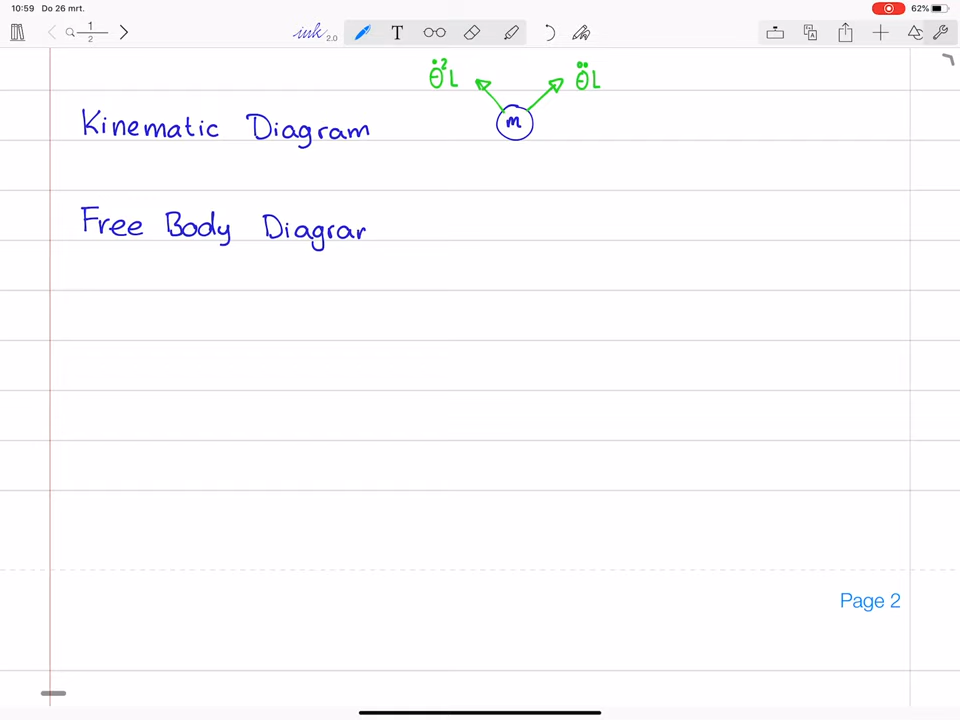 10:59 Do 26 mrt. 62%
1
2
ink 2.0 T
θ̇²L θ̈L
Kinematic Diagram m
Free Body Diagrar
Page 2